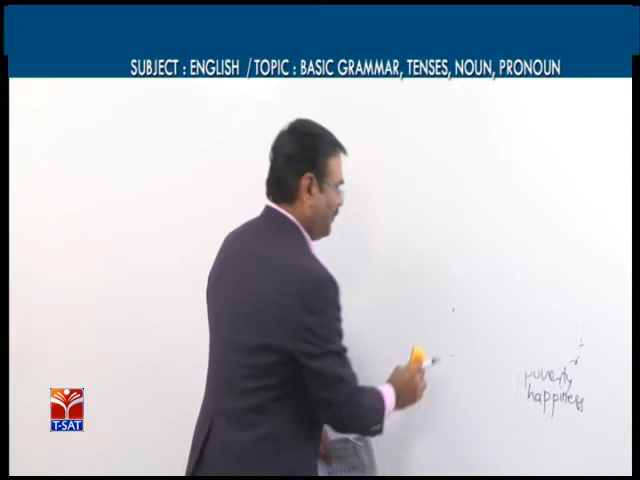 SUBJECT : ENGLISH / TOPIC : BASIC GRAMMAR, TENSES, NOUN, PRONOUN
poverty
happiness
T-SAT